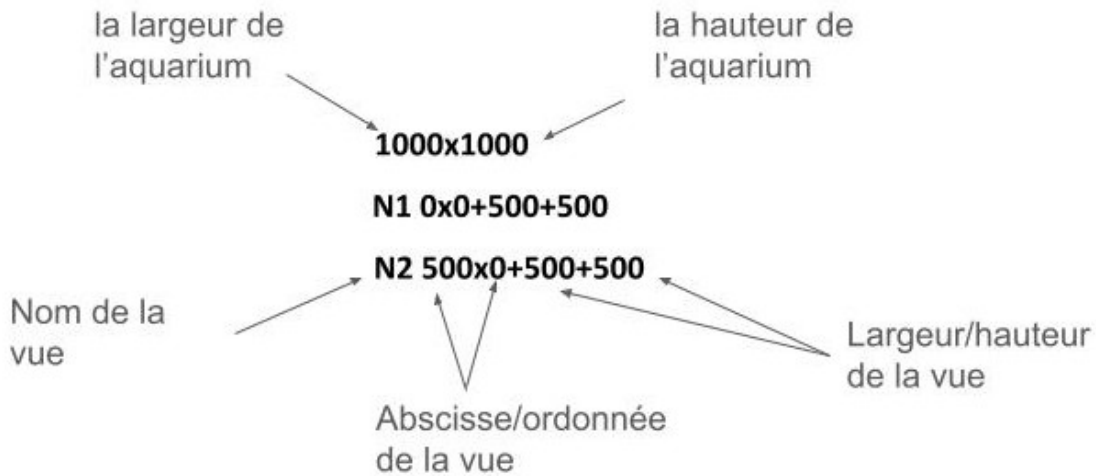 la largeur de
l'aquarium
la hauteur de
l'aquarium
1000x1000
N1 0x0+500+500
N2 500x0+500+500
Nom de la
vue
Largeur/hauteur
de la vue
Abscisse/ordonnée
de la vue